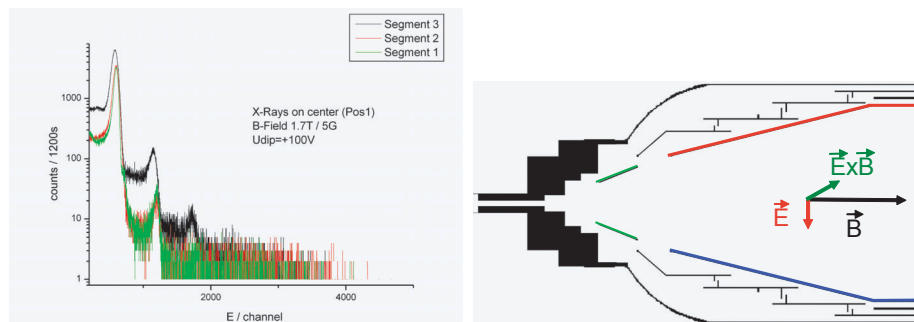 Segment 3
Segment 2
Segment 1
1000
100
10
1
counts / 1200s
X-Rays on center (Pos1)
B-Field 1.7T / 5G
Udip=+100V
2000
4000
E / channel
ExB
E
B